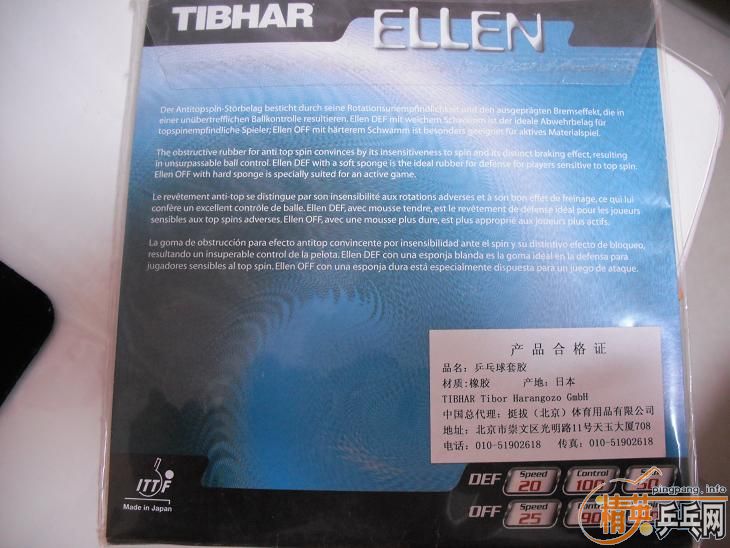 TIBHAR ELLEN
Der Antitopspin-Störbelag besticht durch seine Rotationsunempfindlichkeit und den ausgeprägten Bremseffekt, die in
einer unübertrefflichen Ballkontrolle resultieren. Ellen DEF mit weichem Schwamm ist der ideale Abwehrbelag für
topspinempfindliche Spieler; Ellen OFF mit härterem Schwamm ist besonders geeignet für aktives Materialspiel.
The obstructive rubber for anti top spin convinces by its insensitiveness to spin and its distinct braking effect, resulting
in unsurpassable ball control. Ellen DEF with a soft sponge is the ideal rubber for defense for players sensitive to top spin.
Ellen OFF with hard sponge is specially suited for an active game.
Le revêtement anti-top se distingue par son insensibilité aux rotations adverses et à son bon effet de freinage, ce qui lui
confère un excellent contrôle de balle. Ellen DEF, avec mousse tendre, est le revêtement de défense idéal pour les joueurs
sensibles aux top spins adverses. Ellen OFF, avec une mousse plus dure, est plus approprié aux joueurs plus actifs.
La goma de obstrucción para efecto antitop convincente por insensibilidad ante el spin y su distintivo efecto de bloqueo,
resultando un insuperable control de la pelota. Ellen DEF con una esponja blanda es la goma ideal en la defensa para
jugadores sensibles al top spin. Ellen OFF con una esponja dura está especialmente dispuesta para un juego de ataque.
产品合格证
品名：乒乓球套胶
材质:橡胶 产地:日本
TIBHAR Tibor Harangozo GmbH
中国总代理：挺拔（北京）体育用品有限公司
地址：北京市崇文区光明路11号天玉大厦708
电话：010-51902618 传真：010-51902618
ITTF
Made in Japan
DEF Speed 20 Control 100 Spin 50
OFF Speed 25 Control 90
pingpang.info
精英乒乓网